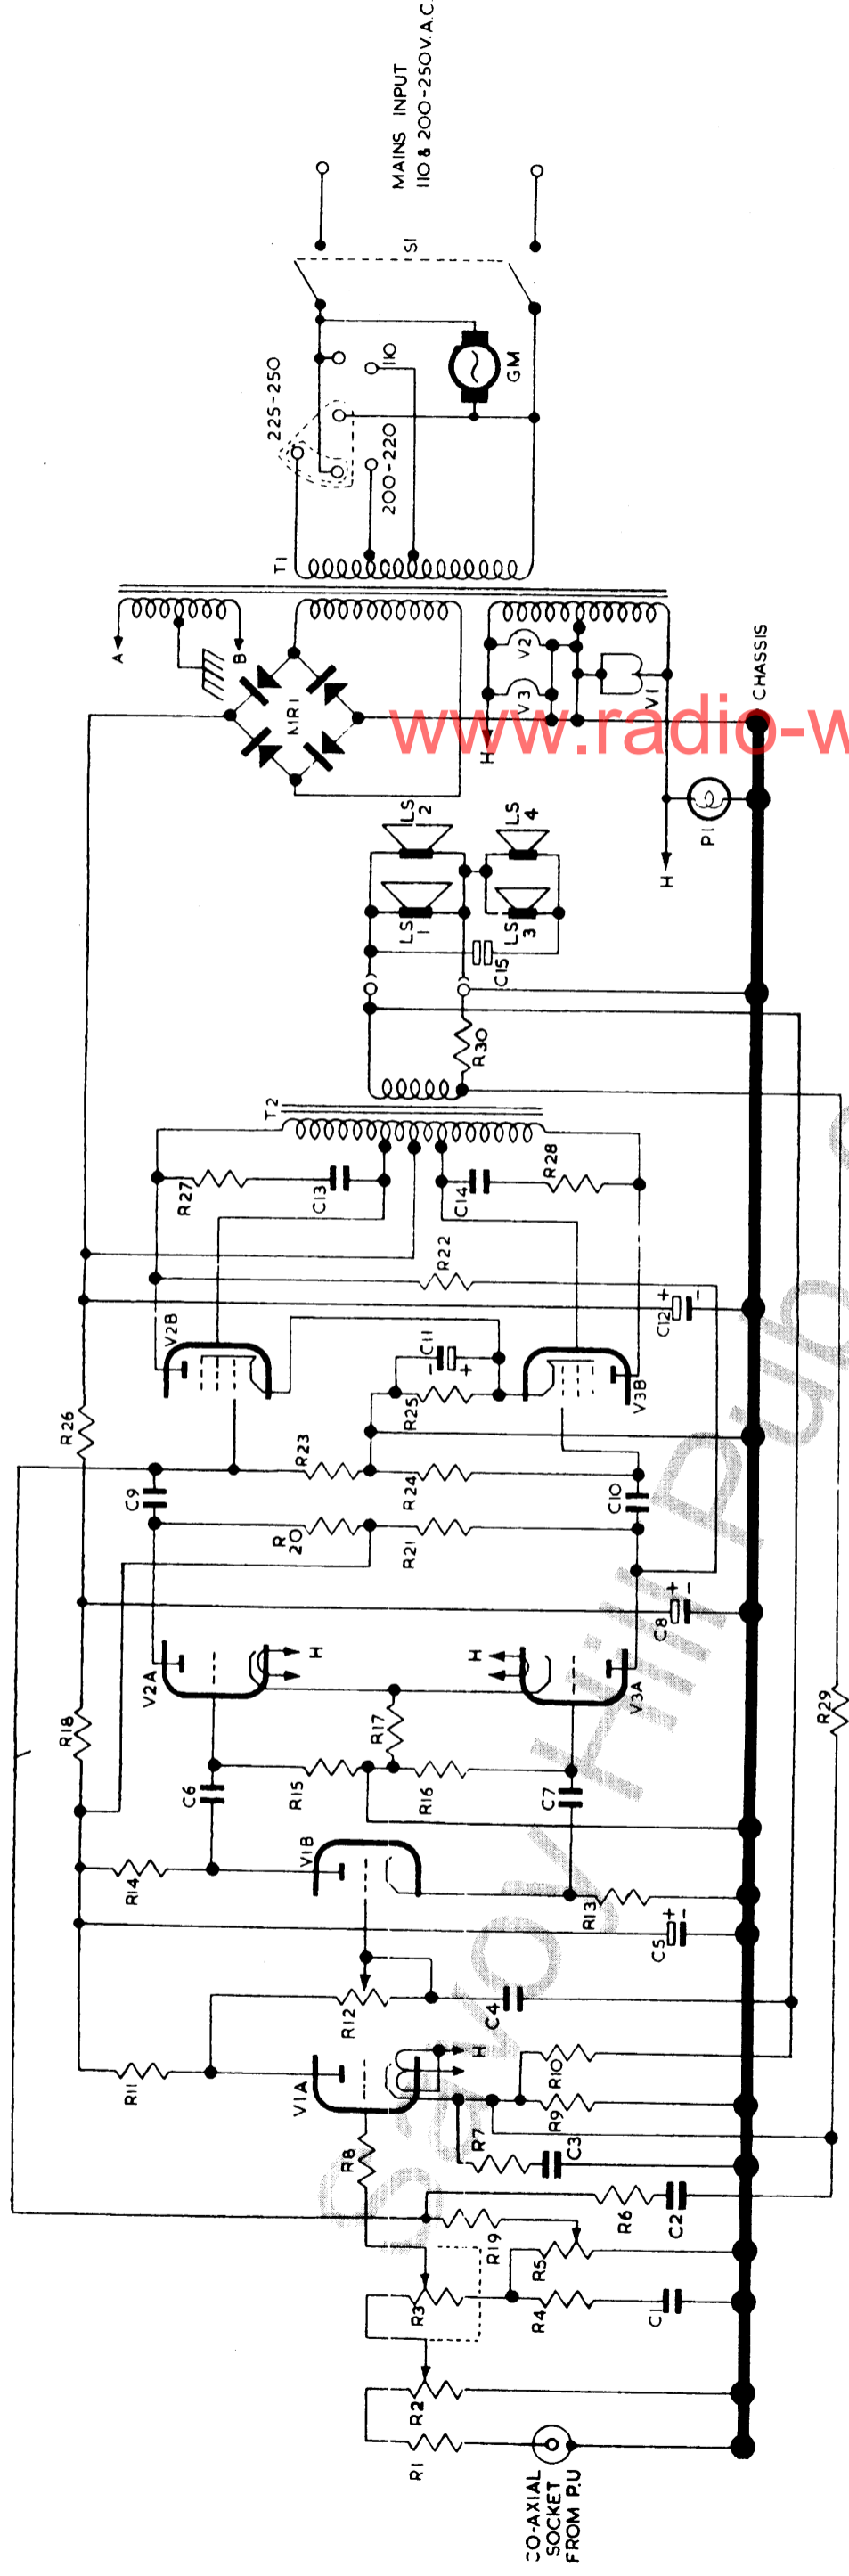 MAINS INPUT
110 & 200-250V. A.C.
S1
225-250
110
GM
200-220
T1
A
B
MR1
V2
V3
V1
H
CHASSIS
www.radio-w
P1
H
LS
2
LS
4
LS
1
LS
3
C15
R30
T2
R27
C13
C14
R28
R22
V2B
C12
+
-
C11
-
+
R25
V3B
R26
R23
R24
C9
C10
R
20
R21
C8
+
-
V2A
H
H
V3A
R18
R17
R29
C6
R15
R16
C7
R14
V1B
R13
C5
+
-
R12
C4
R11
V1A
H
R10
R9
R8
R7
C3
R6
C2
R19
R5
R3
R4
C1
R2
R1
CO-AXIAL
SOCKET
FROM P.U
Savoy Hill Pub